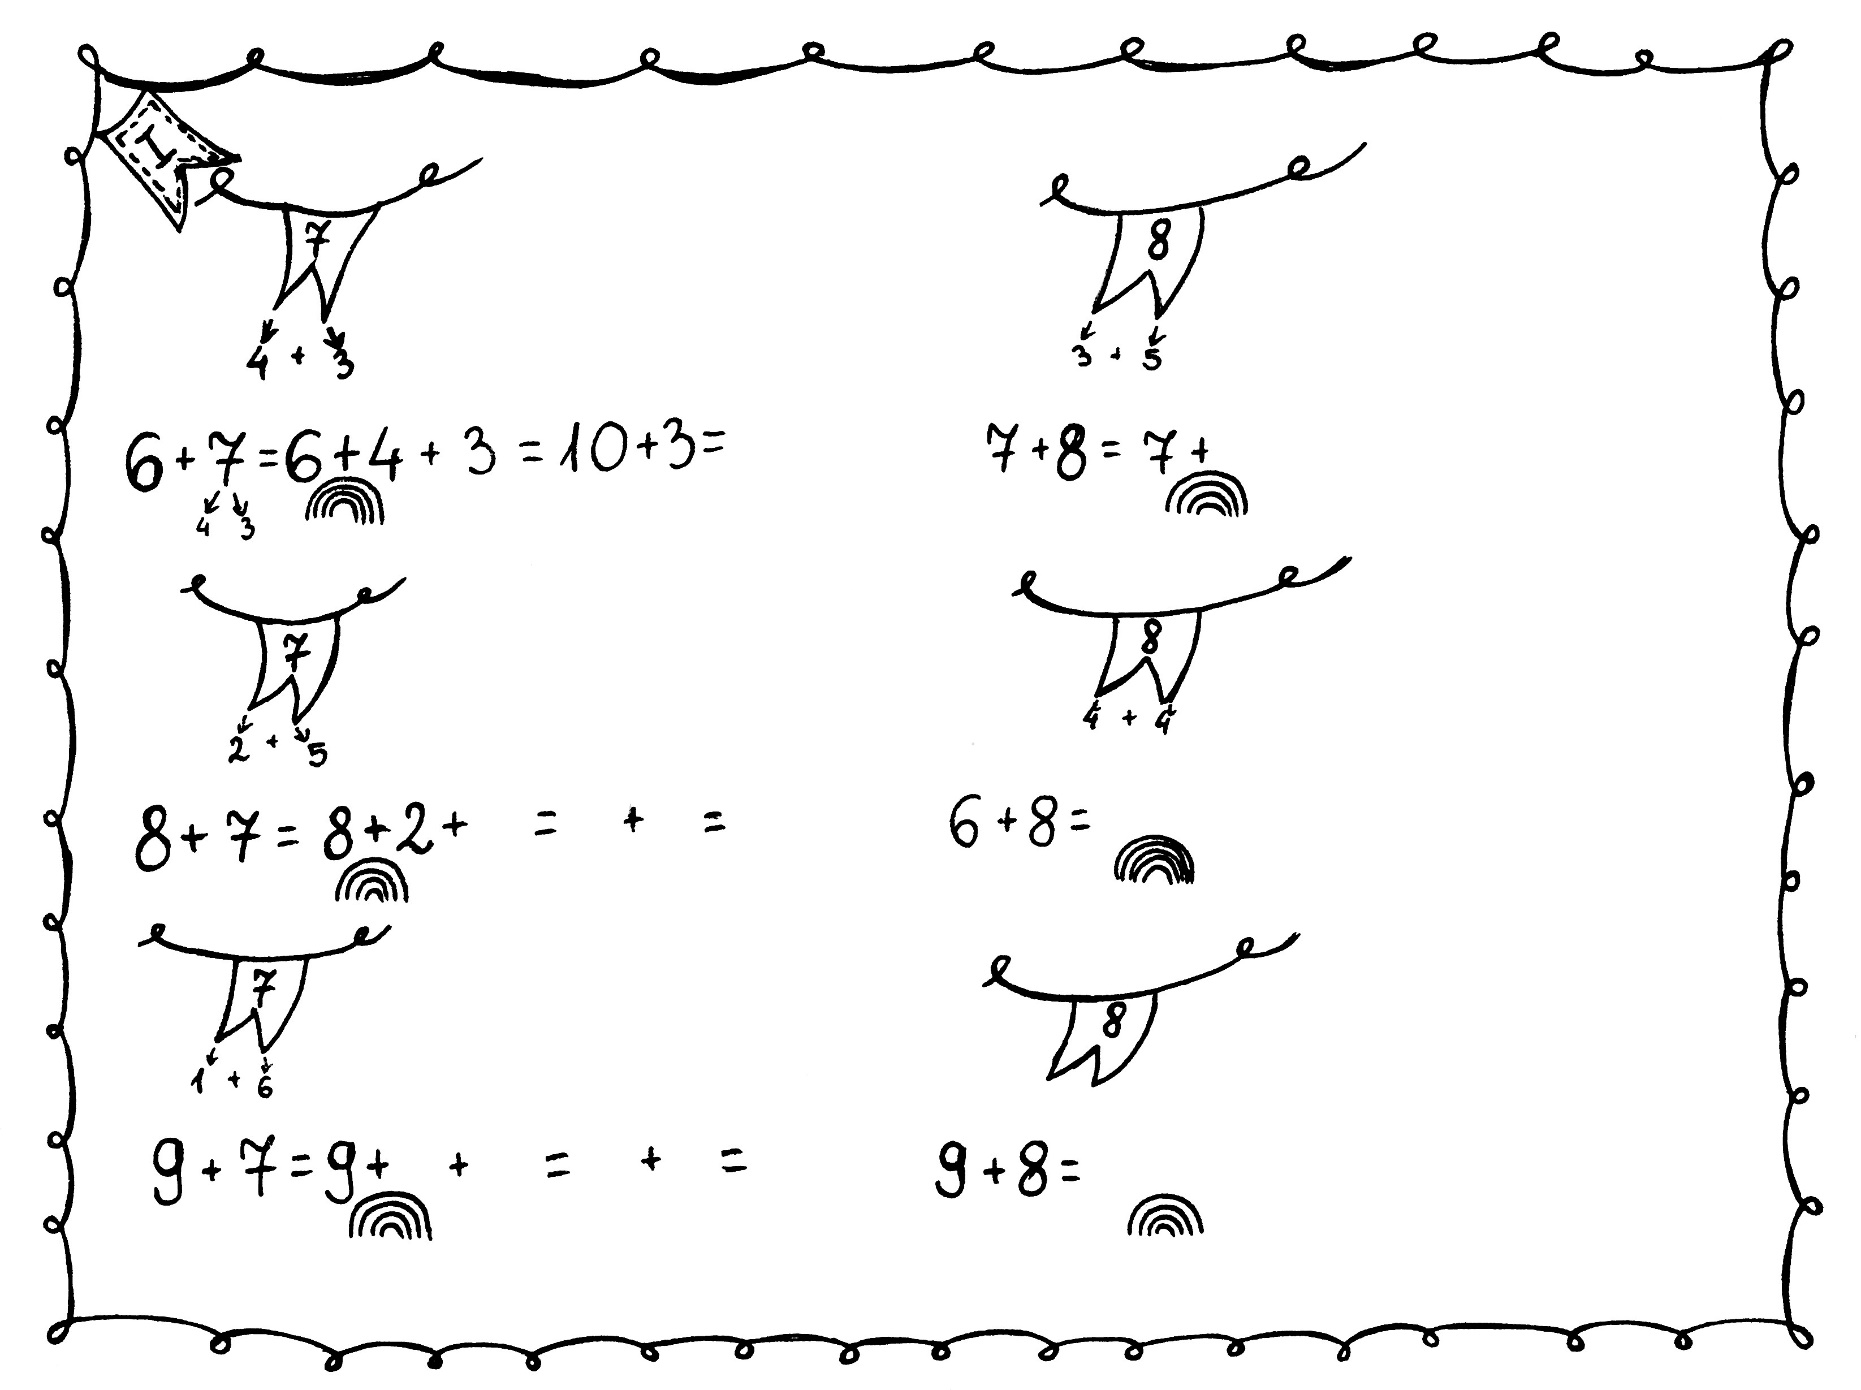 I
7
4 + 3
6 + 7 = 6 + 4 + 3 = 10 + 3 =
4 3
7
2 + 5
8 + 7 = 8 + 2 + = + =
7
1 + 6
9 + 7 = 9 + + = + =
8
3 + 5
7 + 8 = 7 +
8
4 + 4
6 + 8 =
8
9 + 8 =